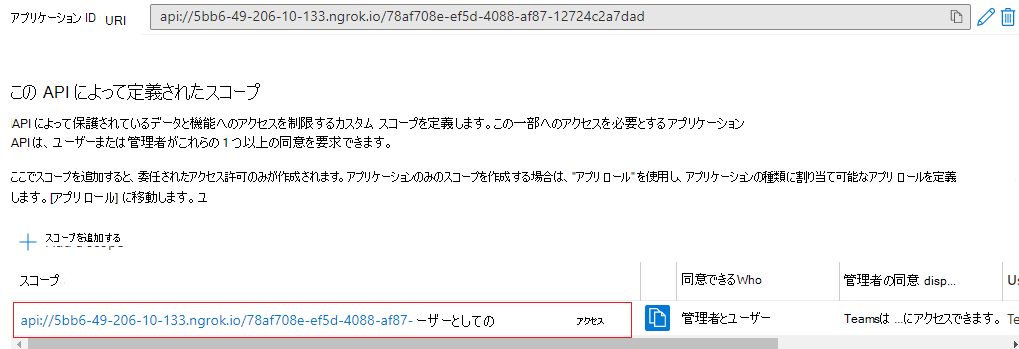 アプリケーション ID URI api://5bb6-49-206-10-133.ngrok.io/78af708e-ef5d-4088-af87-12724c2a7dad
この API によって定義されたスコープ
API によって保護されているデータと機能へのアクセスを制限するカスタム スコープを定義します。この一部へのアクセスを必要とするアプリケーション
API は、ユーザーまたは管理者がこれらの 1 つ以上の同意を要求できます。
ここでスコープを追加すると、委任されたアクセス許可のみが作成されます。アプリケーションのみのスコープを作成する場合は、"アプリ ロール" を使用し、アプリケーションの種類に割り当て可能なアプリ ロールを定義
します。[アプリ ロール] に移動します。ユ
スコープを追加する
スコープ 同意できるWho 管理者の同意 disp... Us
api://5bb6-49-206-10-133.ngrok.io/78af708e-ef5d-4088-af87- ーザーとしての アクセス 管理者とユーザー Teamsは ...にアクセスできます。 Te